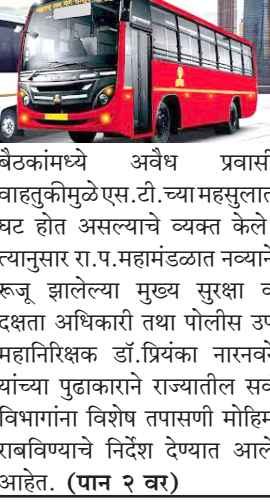 बैठकांमध्ये अवैध प्रवासी
वाहतुकीमुळे एस.टी.च्या महसुलात
घट होत असल्याचे व्यक्त केले.
त्यानुसार रा.प.महामंडळात नव्याने
रूजू झालेल्या मुख्य सुरक्षा व
दक्षता अधिकारी तथा पोलीस उप
महानिरिक्षक डॉ.प्रियंका नारनवरे
यांच्या पुढाकाराने राज्यातील सर्व
विभागांना विशेष तपासणी मोहिम
राबविण्याचे निर्देश देण्यात आले
आहेत. (पान २ वर)